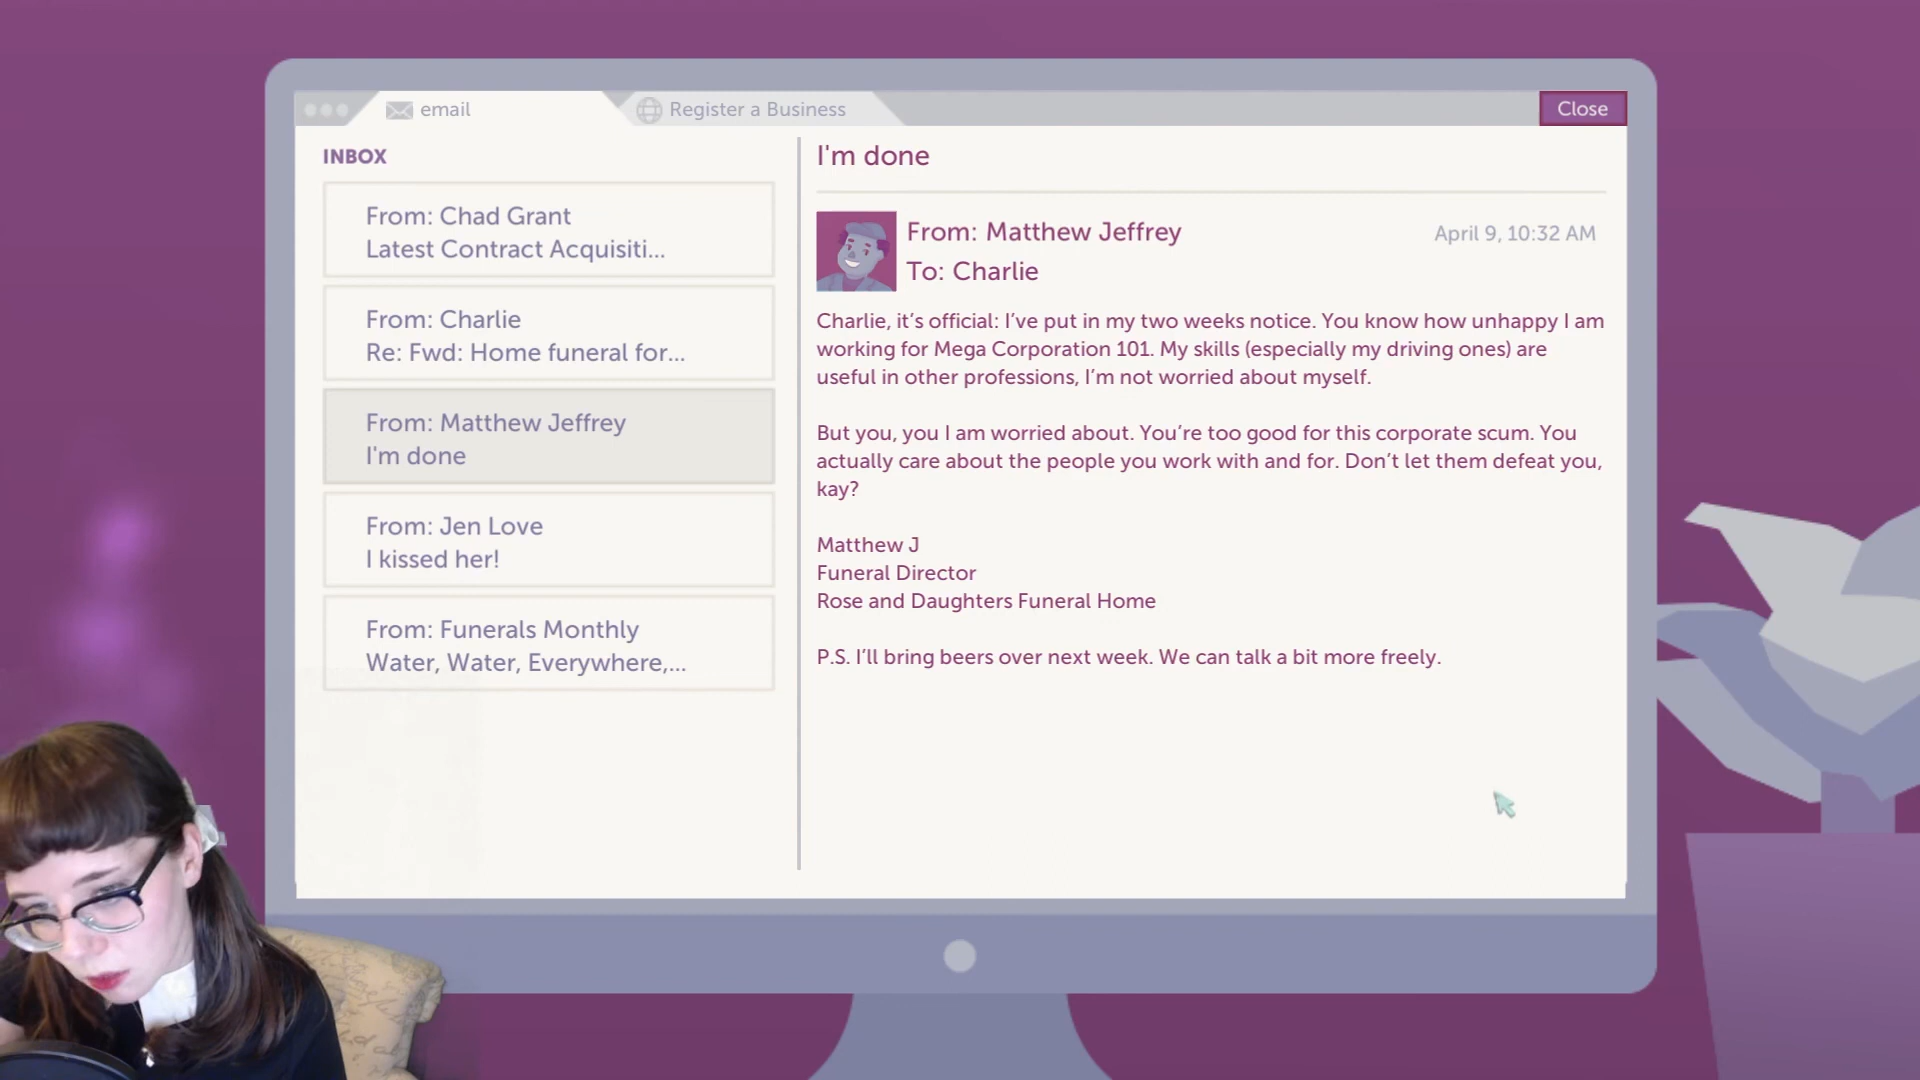 email
Register a Business
Close
INBOX
From: Chad Grant
Latest Contract Acquisiti...
From: Charlie
Re: Fwd: Home funeral for...
From: Matthew Jeffrey
I'm done
From: Jen Love
I kissed her!
From: Funerals Monthly
Water, Water, Everywhere,...
I'm done
From: Matthew Jeffrey
April 9, 10:32 AM
To: Charlie
Charlie, it’s official: I’ve put in my two weeks notice. You know how unhappy I am
working for Mega Corporation 101. My skills (especially my driving ones) are
useful in other professions, I’m not worried about myself.
But you, you I am worried about. You’re too good for this corporate scum. You
actually care about the people you work with and for. Don’t let them defeat you,
kay?
Matthew J
Funeral Director
Rose and Daughters Funeral Home
P.S. I’ll bring beers over next week. We can talk a bit more freely.